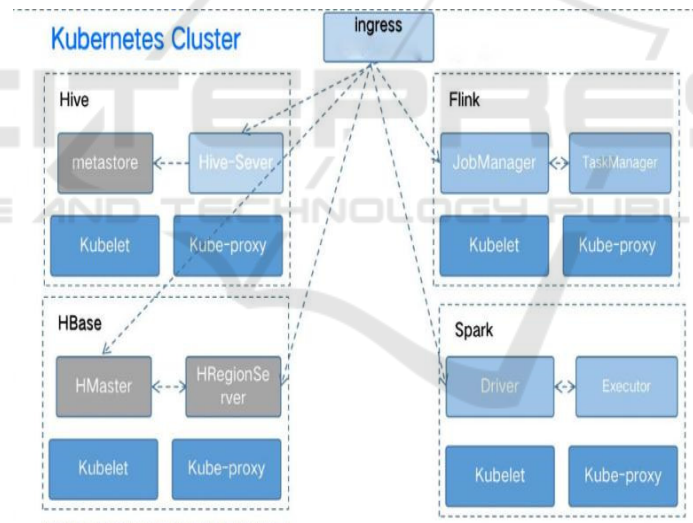 Kubernetes Cluster
ingress
Hive
metastore
Hive-Sever
Kubelet
Kube-proxy
Flink
JobManager
TaskManager
Kubelet
Kube-proxy
HBase
HMaster
HRegionSe
rver
Kubelet
Kube-proxy
Spark
Driver
Executor
Kubelet
Kube-proxy